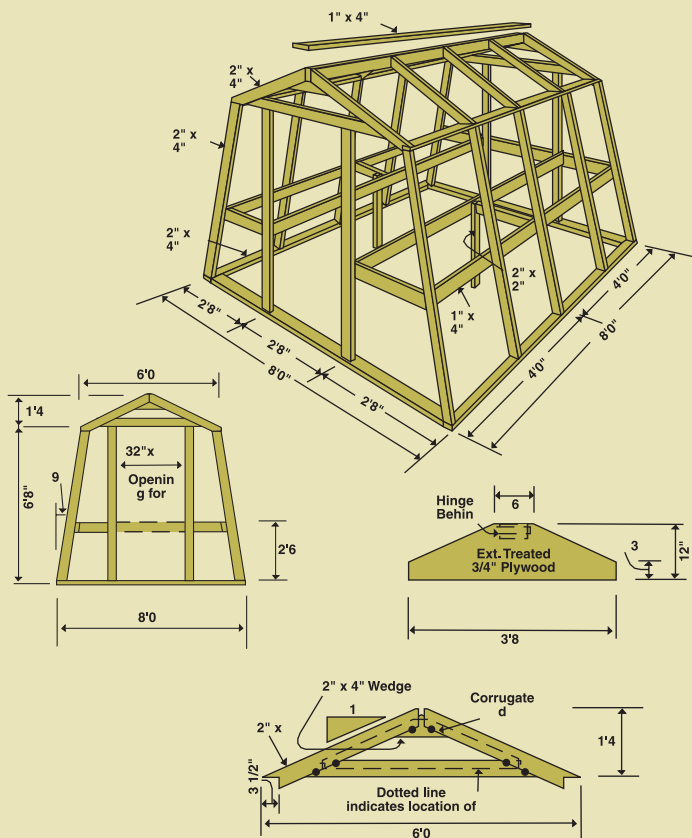 1" x 4"
2" x
4"
2" x
4"
2" x
4"
2" x
2"
1" x
4"
2'8"
2'8"
8'0"
2'8"
4'0"
4'0"
8'0"
6'0
1'4
6'8"
9
32"x
Openin
g for
2'6
8'0
Hinge
Behin
6
Ext. Treated
3/4" Plywood
3
12"
3'8
2" x 4" Wedge
1
Corrugate
d
2" x
1'4
3 1/2"
Dotted line
indicates location of
6'0